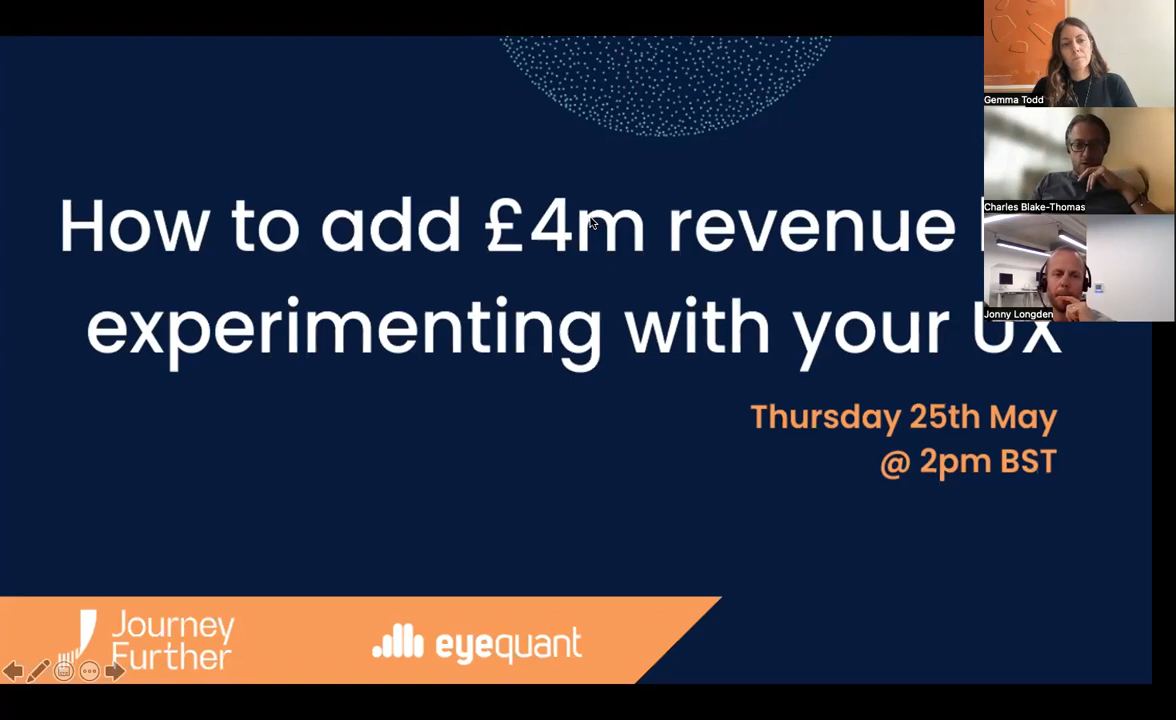 How to add £4m revenue
experimenting with your UX
Thursday 25th May
@ 2pm BST
Journey
Further
eyequant
Gemma Todd
Charles Blake-Thomas
Jonny Longden